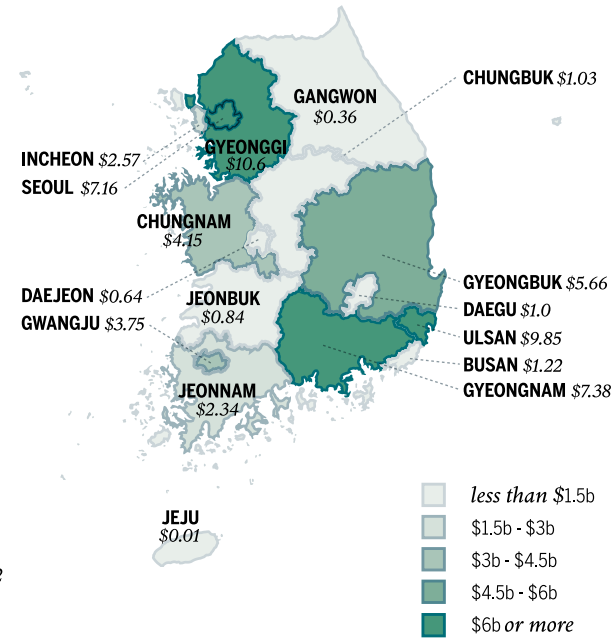 CHUNGBUK $1.03
GANGWON
$0.36
GYEONGGI
$10.6
INCHEON $2.57
SEOUL $7.16
CHUNGNAM
$4.15
GYEONGBUK $5.66
DAEJEON $0.64
JEONBUK
$0.84
DAEGU $1.0
GWANGJU $3.75
ULSAN $9.85
BUSAN $1.22
GYEONGNAM $7.38
JEONNAM
$2.34
JEJU
$0.01
less than $1.5b
$1.5b - $3b
$3b - $4.5b
$4.5b - $6b
$6b or more